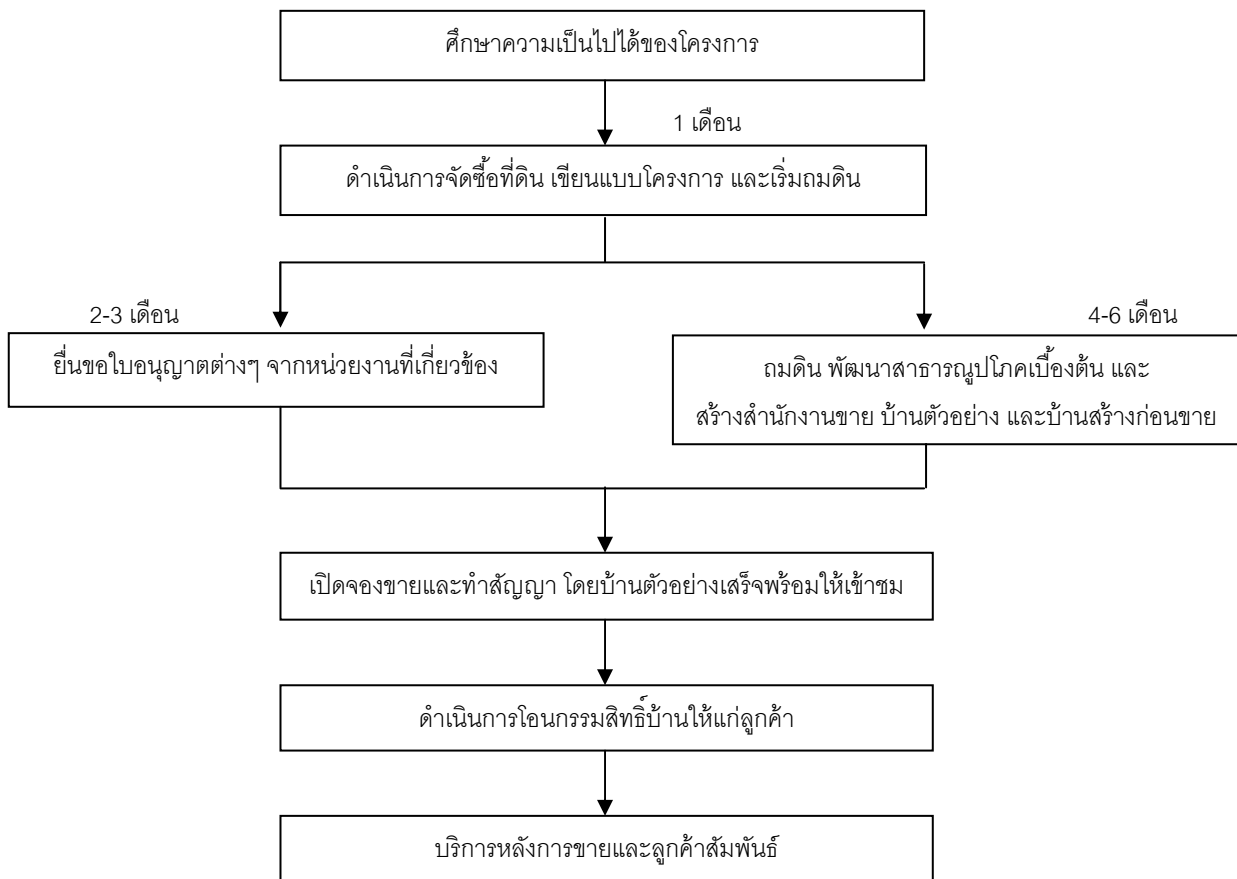 ศึกษาความเป็นไปได้ของโครงการ
1 เดือน
ดำเนินการจัดซื้อที่ดิน เขียนแบบโครงการ และเริ่มถมดิน
2-3 เดือน
ยื่นขอใบอนุญาตต่างๆ จากหน่วยงานที่เกี่ยวข้อง
4-6 เดือน
ถมดิน พัฒนาสาธารณูปโภคเบื้องต้น และ
สร้างสำนักงานขาย บ้านตัวอย่าง และบ้านสร้างก่อนขาย
เปิดจองขายและทำสัญญา โดยบ้านตัวอย่างเสร็จพร้อมให้เข้าชม
ดำเนินการโอนกรรมสิทธิ์บ้านให้แก่ลูกค้า
บริการหลังการขายและลูกค้าสัมพันธ์